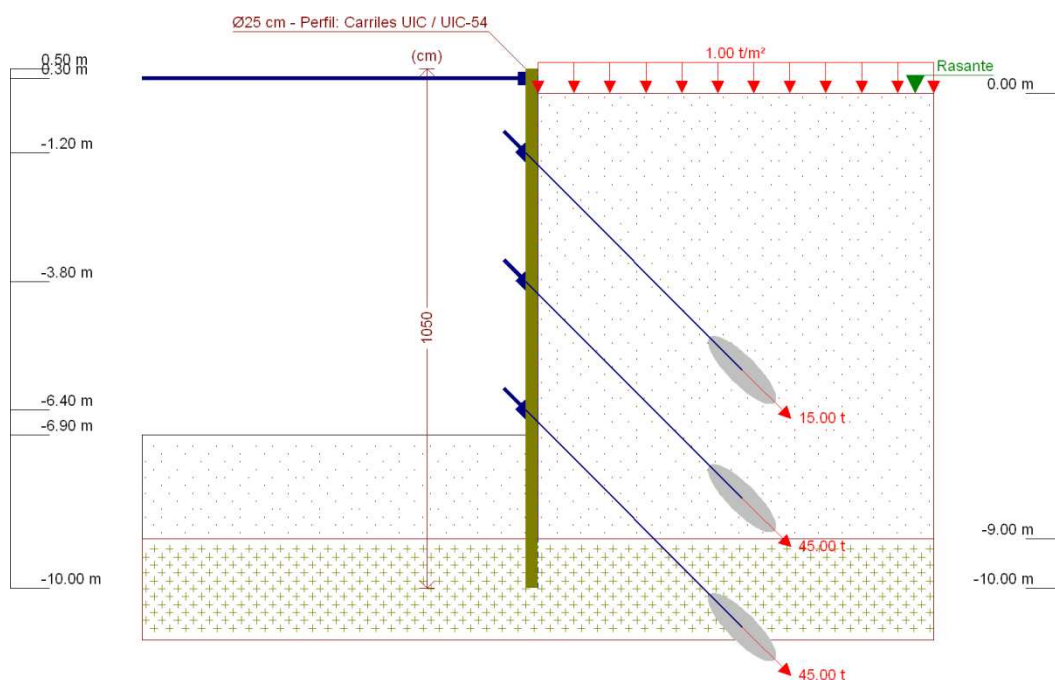 Ø25 cm - Perfil: Carriles UIC / UIC-54
(cm)
1.00 t/m²
Rasante
0.50 m
0.30 m
0.00 m
-1.20 m
-3.80 m
1050
-6.40 m
15.00 t
-6.90 m
-9.00 m
45.00 t
-10.00 m
-10.00 m
45.00 t